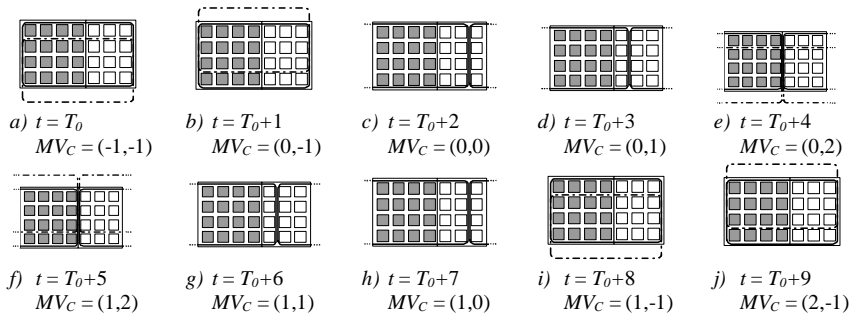 a) t = T0 b) t = T0+1 c) t = T0+2 d) t = T0+3 e) t = T0+4
MVC = (-1,-1) MVC = (0,-1) MVC = (0,0) MVC = (0,1) MVC = (0,2)
f) t = T0+5 g) t = T0+6 h) t = T0+7 i) t = T0+8 j) t = T0+9
MVC = (1,2) MVC = (1,1) MVC = (1,0) MVC = (1,-1) MVC = (2,-1)